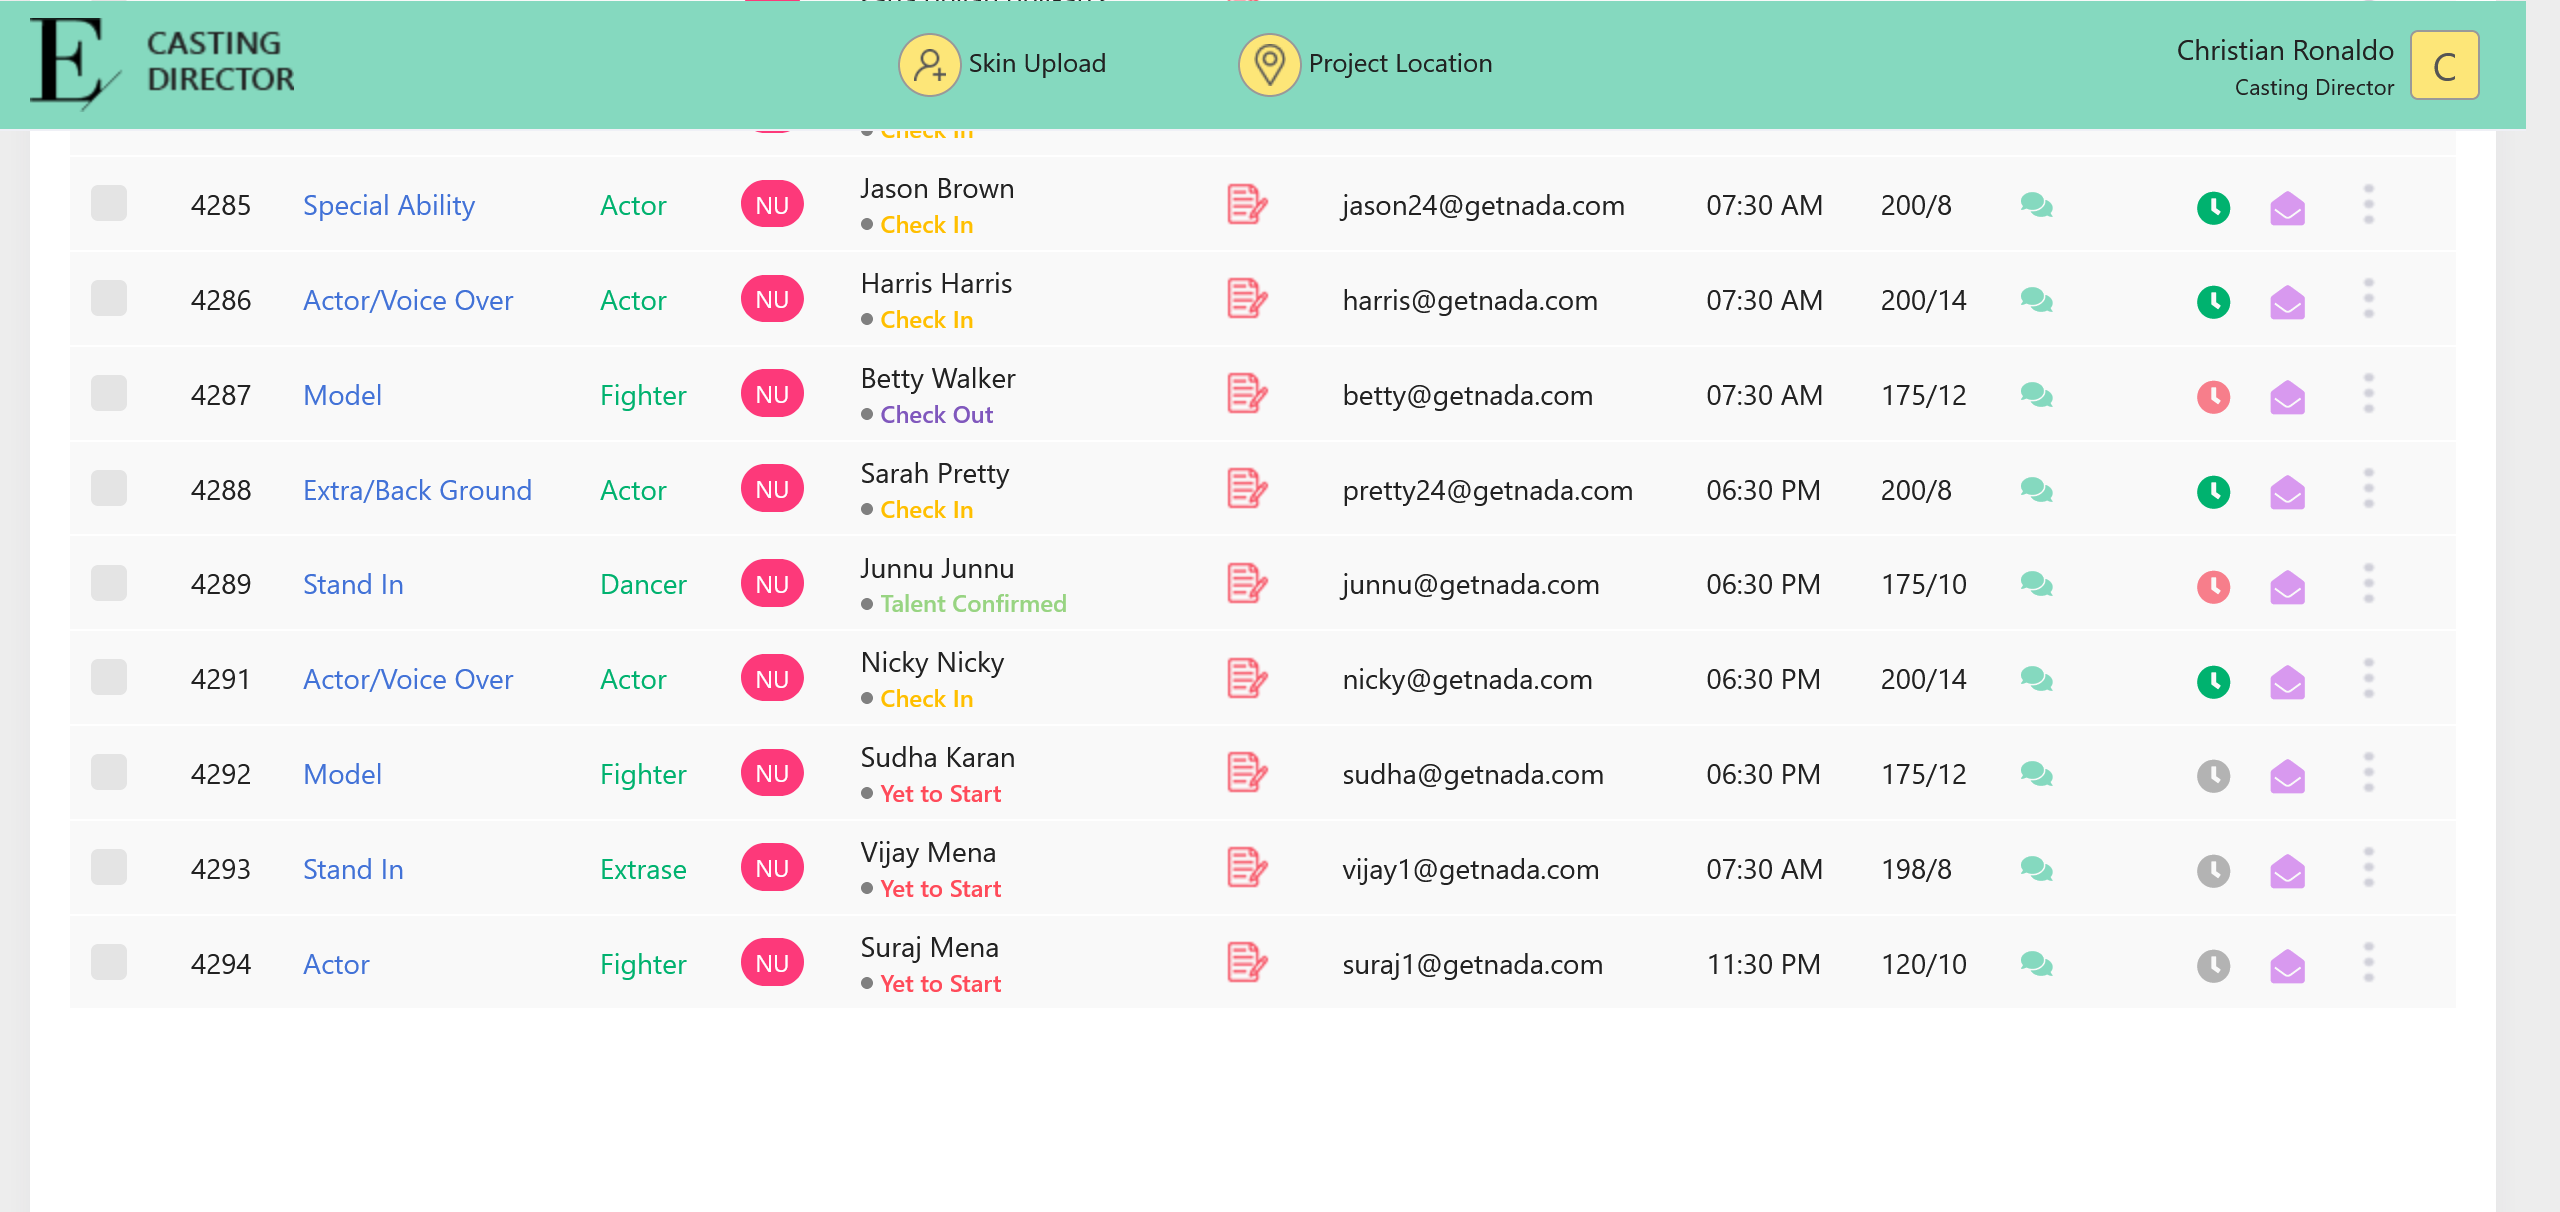 E CASTING
DIRECTOR
Skin Upload
Project Location
Christian Ronaldo
Casting Director
C
Check In
4285 Special Ability Actor NU Jason Brown jason24@getnada.com 07:30 AM 200/8
Check In
4286 Actor/Voice Over Actor NU Harris Harris harris@getnada.com 07:30 AM 200/14
Check In
4287 Model Fighter NU Betty Walker betty@getnada.com 07:30 AM 175/12
Check Out
4288 Extra/Back Ground Actor NU Sarah Pretty pretty24@getnada.com 06:30 PM 200/8
Check In
4289 Stand In Dancer NU Junnu Junnu junnu@getnada.com 06:30 PM 175/10
Talent Confirmed
4291 Actor/Voice Over Actor NU Nicky Nicky nicky@getnada.com 06:30 PM 200/14
Check In
4292 Model Fighter NU Sudha Karan sudha@getnada.com 06:30 PM 175/12
Yet to Start
4293 Stand In Extrase NU Vijay Mena vijay1@getnada.com 07:30 AM 198/8
Yet to Start
4294 Actor Fighter NU Suraj Mena suraj1@getnada.com 11:30 PM 120/10
Yet to Start